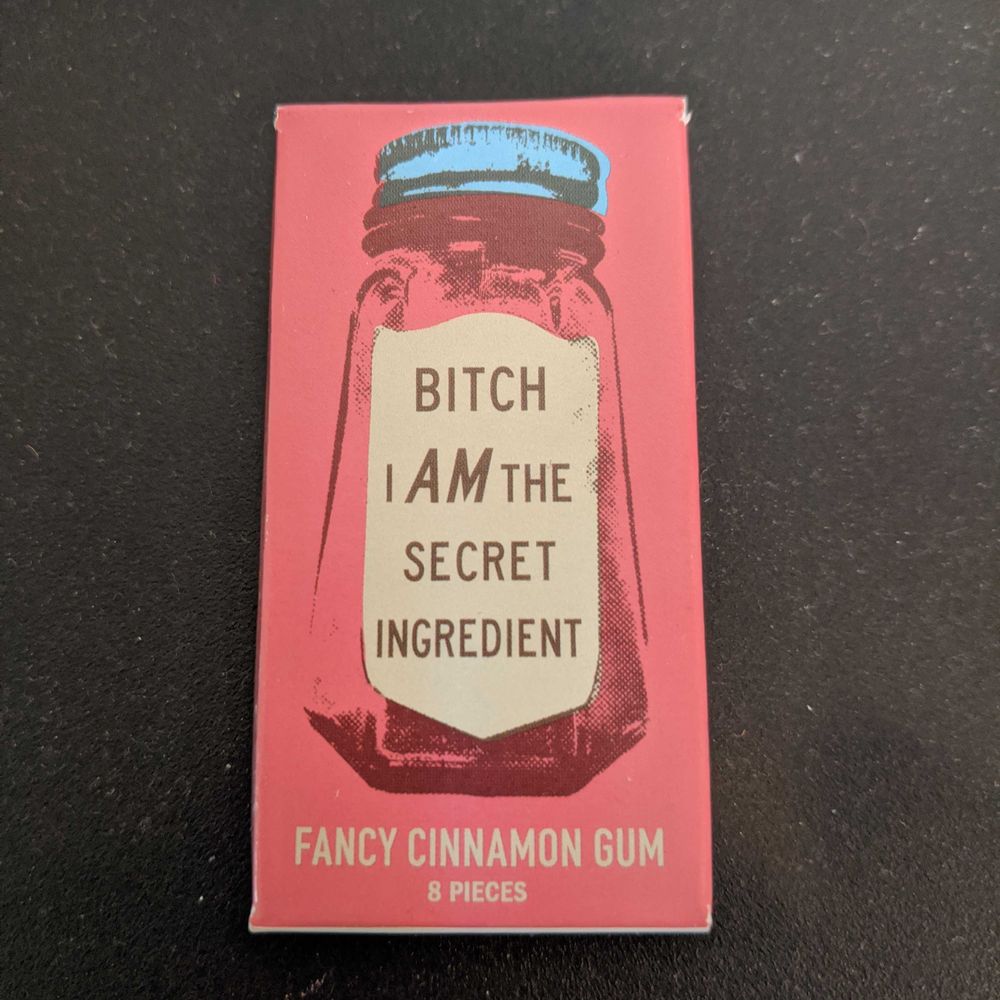 BITCH
I AM THE
SECRET
INGREDIENT
FANCY CINNAMON GUM
8 PIECES